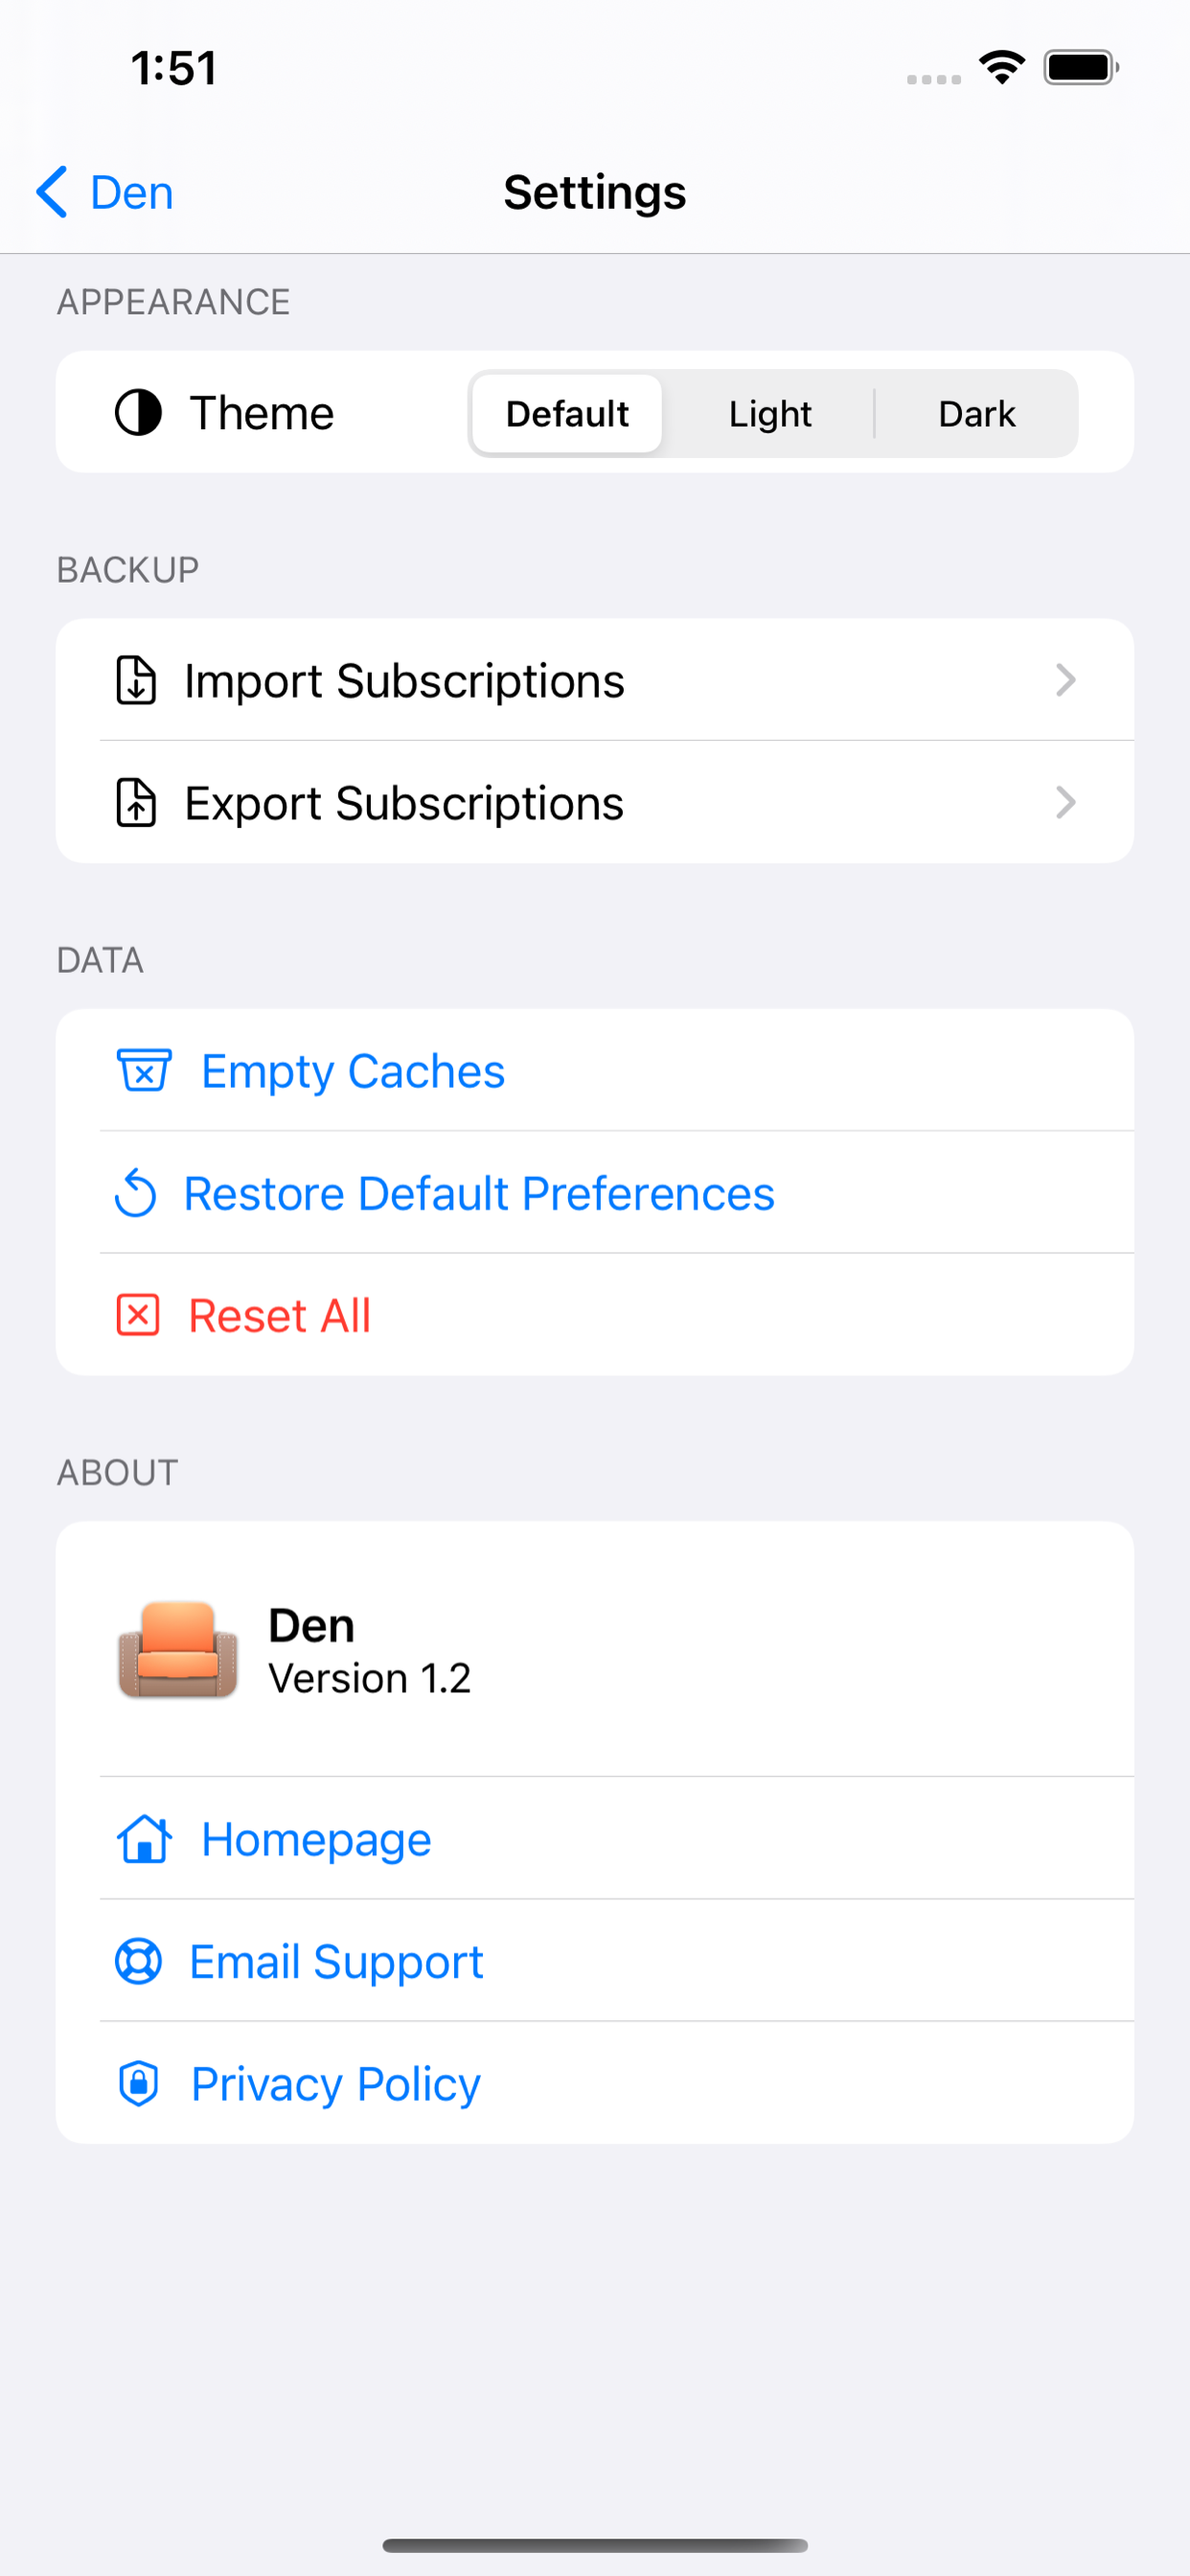 1:51
Den
Settings
APPEARANCE
Theme
Default
Light
Dark
BACKUP
Import Subscriptions
Export Subscriptions
DATA
Empty Caches
Restore Default Preferences
Reset All
ABOUT
Den
Version 1.2
Homepage
Email Support
Privacy Policy